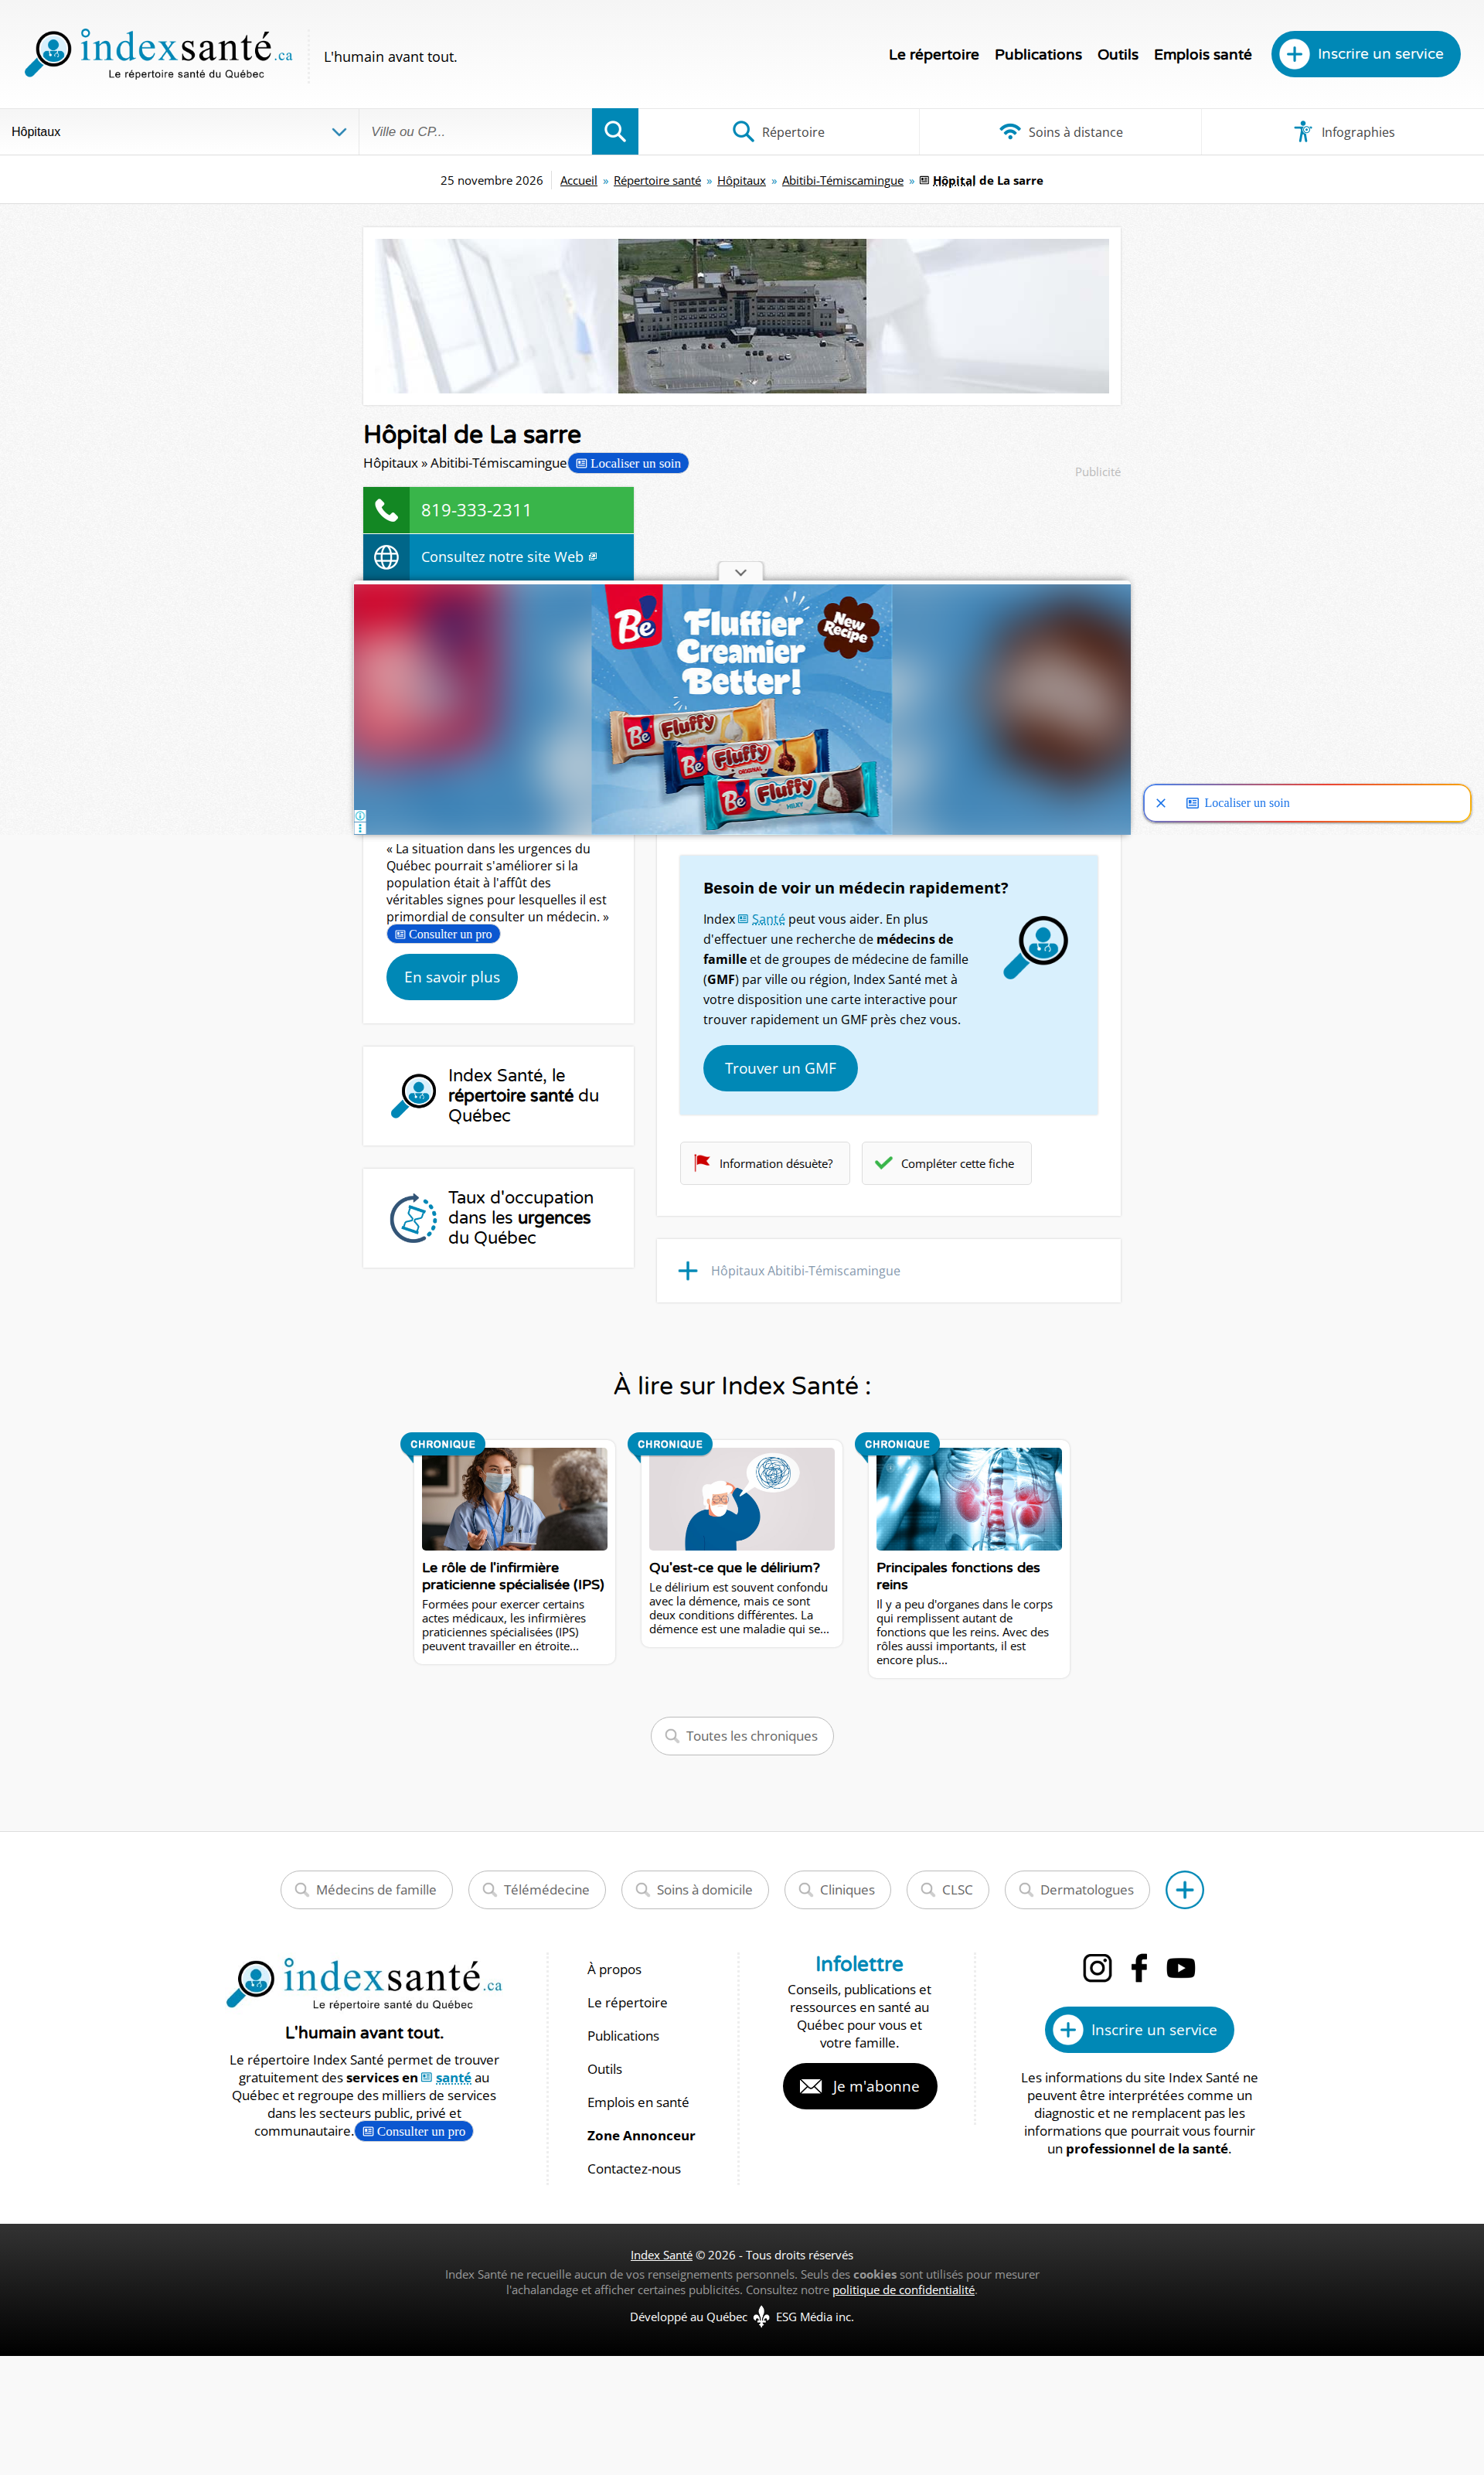 indexsanté.ca
Le répertoire santé du Québec
L'humain avant tout.
Le répertoire
Publications
Outils
Emplois santé
Inscrire un service
Hôpitaux
Ville ou CP...
Répertoire
Soins à distance
Infographies
25 novembre 2026
Accueil » Répertoire santé » Hôpitaux » Abitibi-Témiscamingue » Hôpital de La sarre
Hôpital de La sarre
Hôpitaux » Abitibi-Témiscamingue Localiser un soin
Publicité
819-333-2311
Consultez notre site Web
Be!
Fluffier
Creamier
Better!
New
Recipe
Be! Fluffy
Be! Fluffy
ORIGINAL
Be! Fluffy
MILKY
Localiser un soin
« La situation dans les urgences du
Québec pourrait s'améliorer si la
population était à l'affût des
véritables signes pour lesquelles il est
primordial de consulter un médecin. »
Consulter un pro
En savoir plus
Index Santé, le
répertoire santé du
Québec
Taux d'occupation
dans les urgences
du Québec
Besoin de voir un médecin rapidement?
Index Santé peut vous aider. En plus
d'effectuer une recherche de médecins de
famille et de groupes de médecine de famille
(GMF) par ville ou région, Index Santé met à
votre disposition une carte interactive pour
trouver rapidement un GMF près chez vous.
Trouver un GMF
Information désuète?
Compléter cette fiche
Hôpitaux Abitibi-Témiscamingue
À lire sur Index Santé :
CHRONIQUE
Le rôle de l'infirmière
praticienne spécialisée (IPS)
Formées pour exercer certains
actes médicaux, les infirmières
praticiennes spécialisées (IPS)
peuvent travailler en étroite...
CHRONIQUE
Qu'est-ce que le délirium?
Le délirium est souvent confondu
avec la démence, mais ce sont
deux conditions différentes. La
démence est une maladie qui se...
CHRONIQUE
Principales fonctions des
reins
Il y a peu d'organes dans le corps
qui remplissent autant de
fonctions que les reins. Avec des
rôles aussi importants, il est
encore plus...
Toutes les chroniques
Médecins de famille
Télémédecine
Soins à domicile
Cliniques
CLSC
Dermatologues
indexsanté.ca
Le répertoire santé du Québec
L'humain avant tout.
Le répertoire Index Santé permet de trouver
gratuitement des services en santé au
Québec et regroupe des milliers de services
dans les secteurs public, privé et
communautaire. Consulter un pro
À propos
Le répertoire
Publications
Outils
Emplois en santé
Zone Annonceur
Contactez-nous
Infolettre
Conseils, publications et
ressources en santé au
Québec pour vous et
votre famille.
Je m'abonne
Inscrire un service
Les informations du site Index Santé ne
peuvent être interprétées comme un
diagnostic et ne remplacent pas les
informations que pourrait vous fournir
un professionnel de la santé.
Index Santé © 2026 - Tous droits réservés
Index Santé ne recueille aucun de vos renseignements personnels. Seuls des cookies sont utilisés pour mesurer
l'achalandage et afficher certaines publicités. Consultez notre politique de confidentialité.
Développé au Québec ESG Média inc.